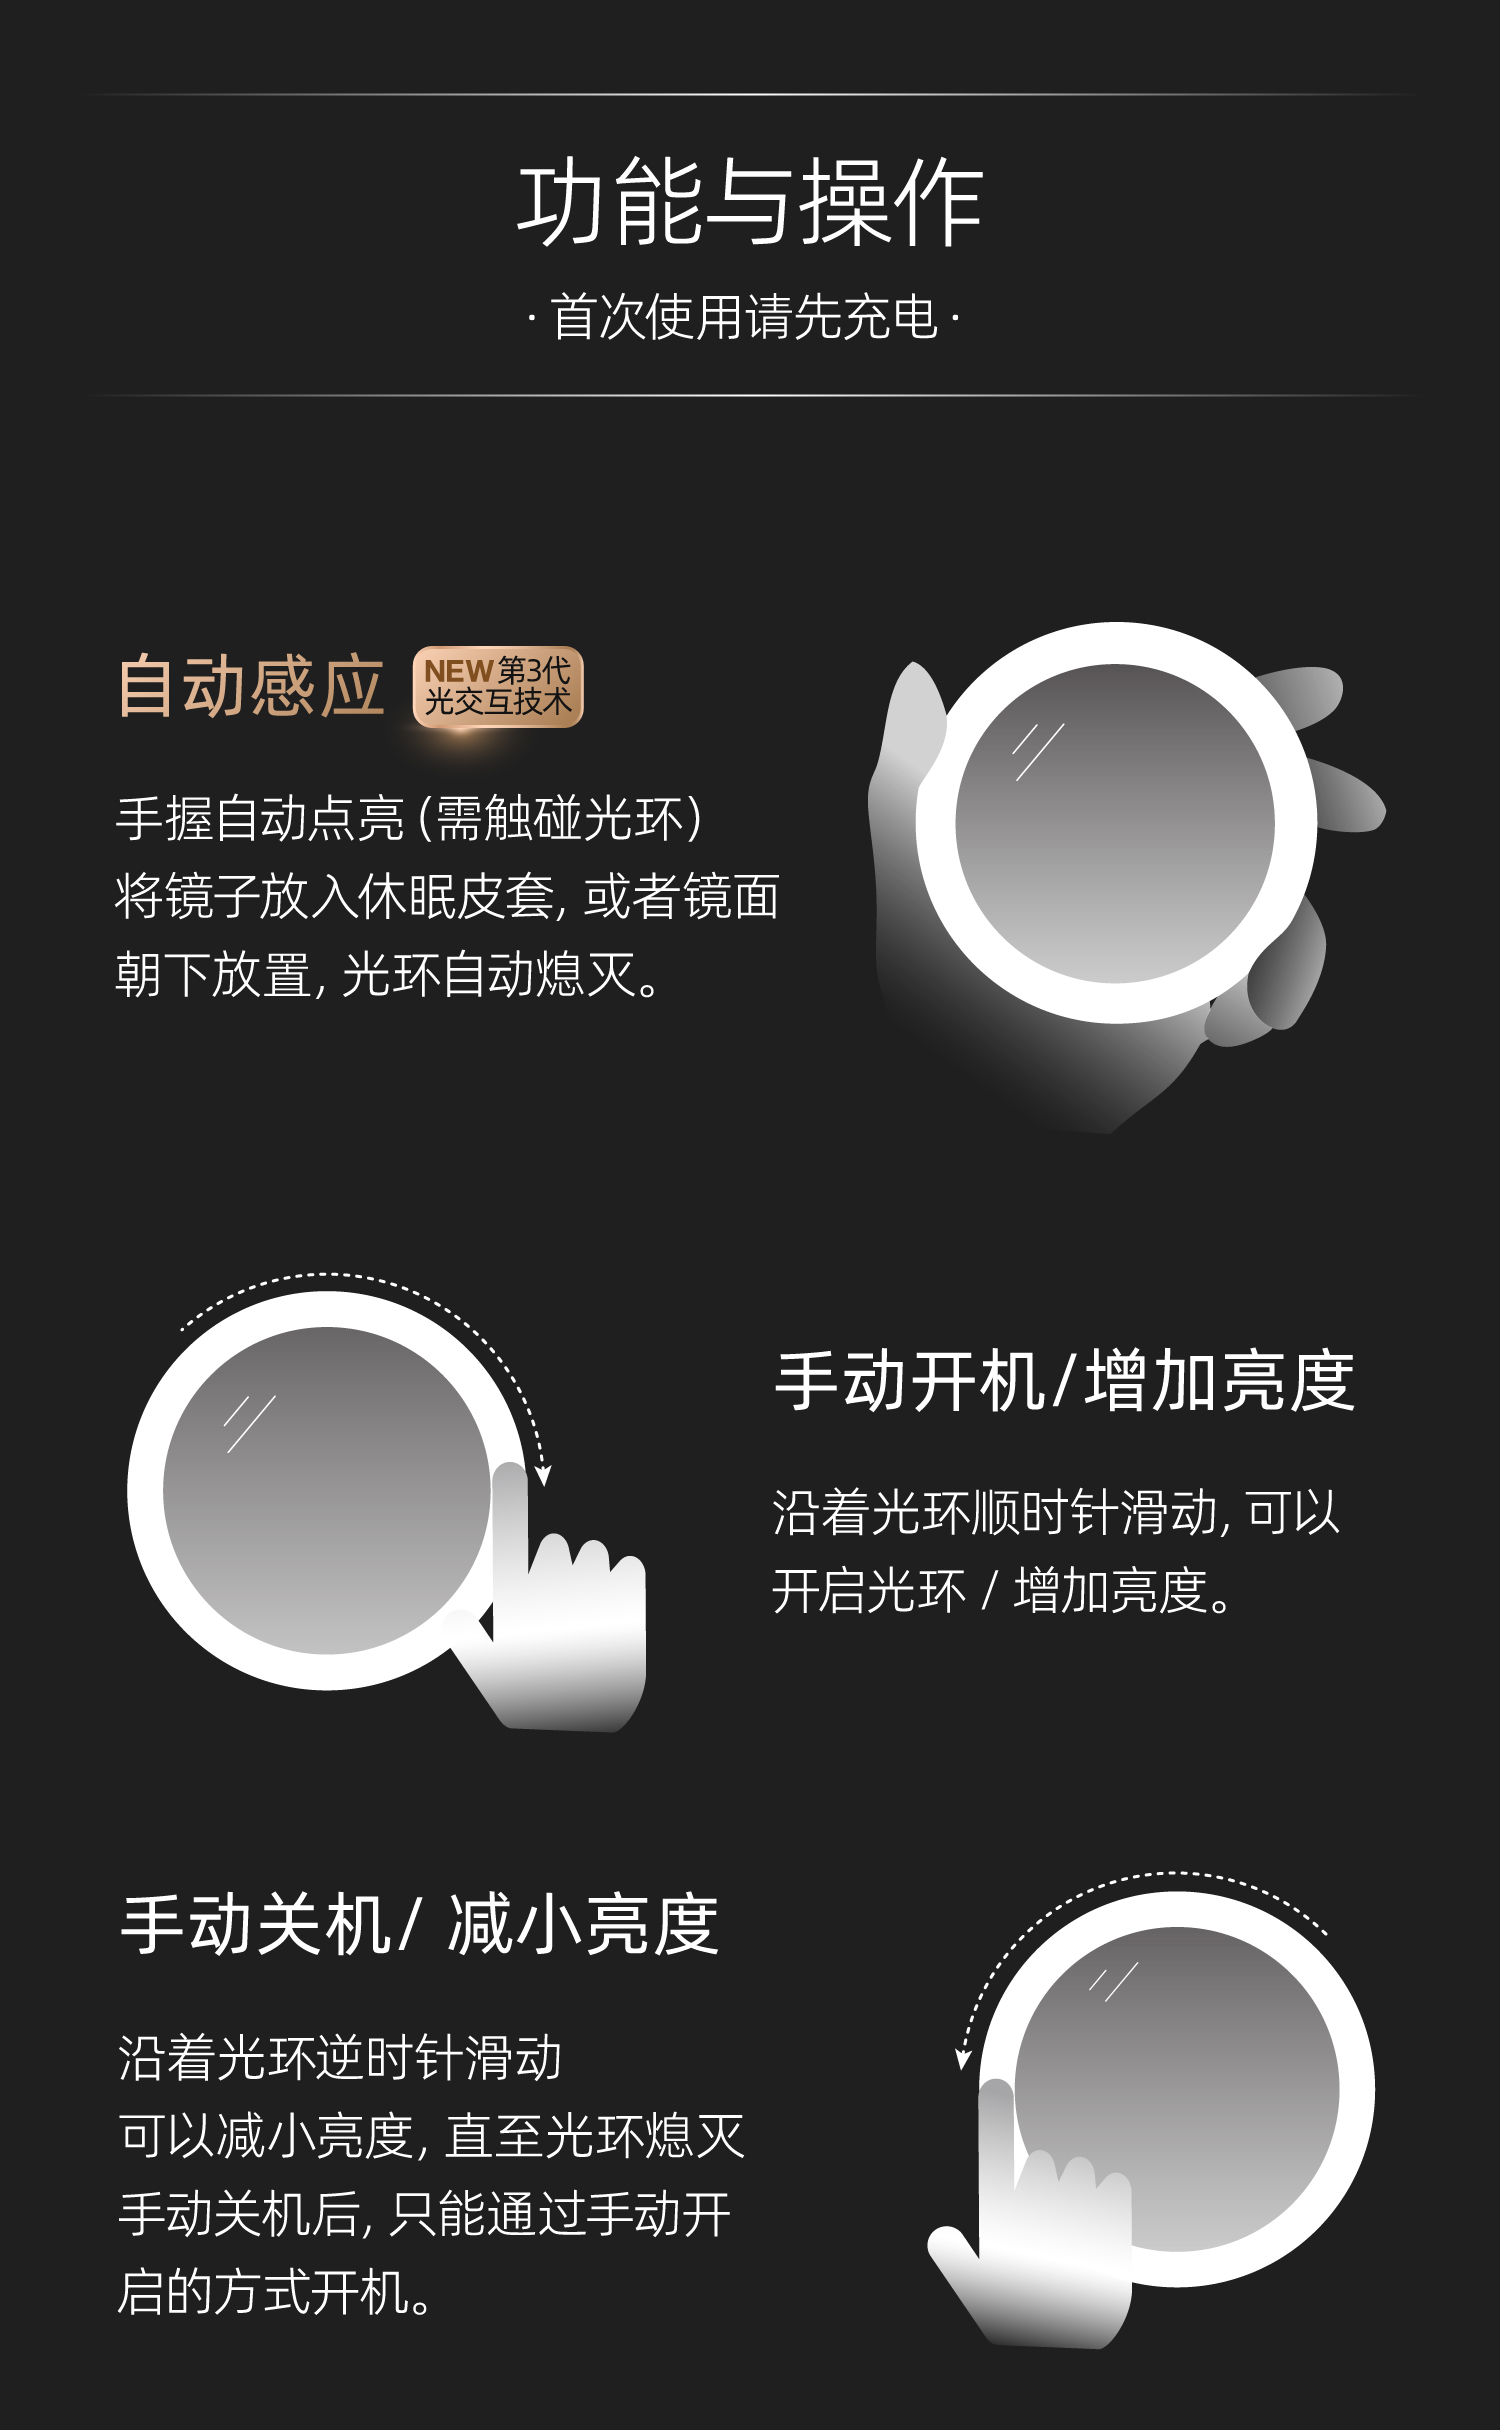 功能与操作
· 首次使用请先充电 ·
自动感应
NEW 第3代
光交互技术
手握自动点亮 (需触碰光环)
将镜子放入休眠皮套, 或者镜面
朝下放置, 光环自动熄灭。
手动开机/增加亮度
沿着光环顺时针滑动, 可以
开启光环 / 增加亮度。
手动关机/ 减小亮度
沿着光环逆时针滑动
可以减小亮度, 直至光环熄灭
手动关机后, 只能通过手动开
启的方式开机。